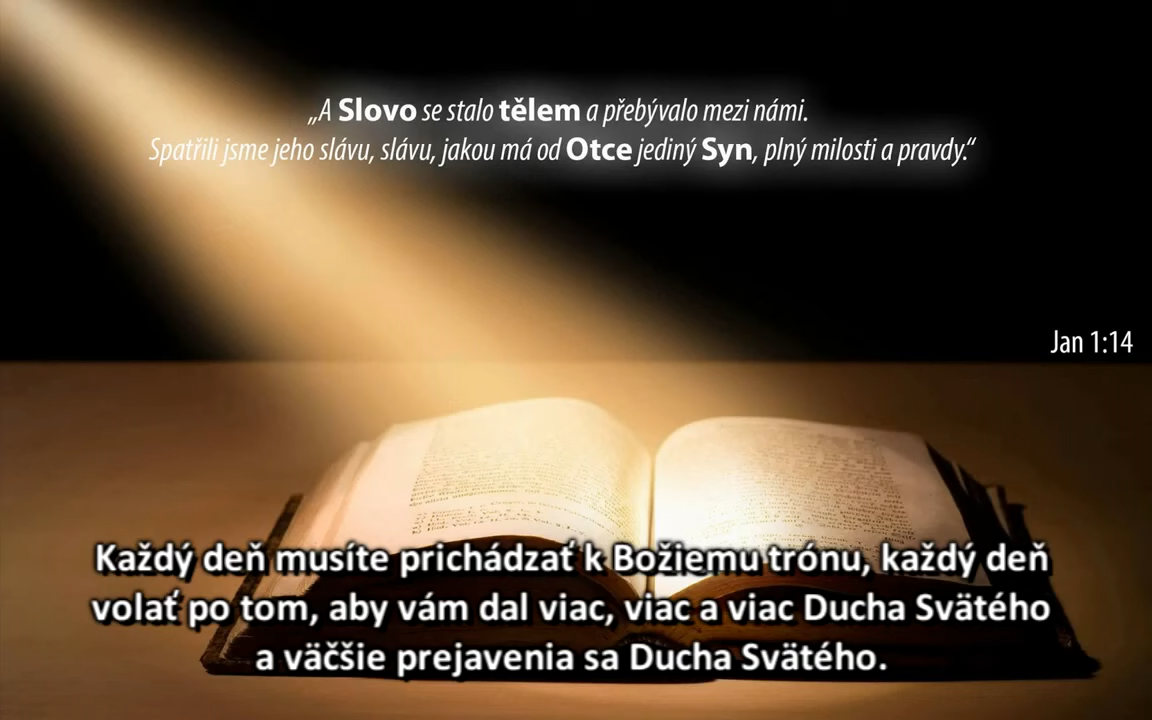 „A Slovo se stalo tělem a přebývalo mezi námi.
Spatřili jsme jeho slávu, slávu, jakou má od Otce jediný Syn, plný milosti a pravdy.“
Jan 1:14
Každý deň musíte prichádzať k Božiemu trónu, každý deň
volať po tom, aby vám dal viac, viac a viac Ducha Svätého
a väčšie prejavenia sa Ducha Svätého.